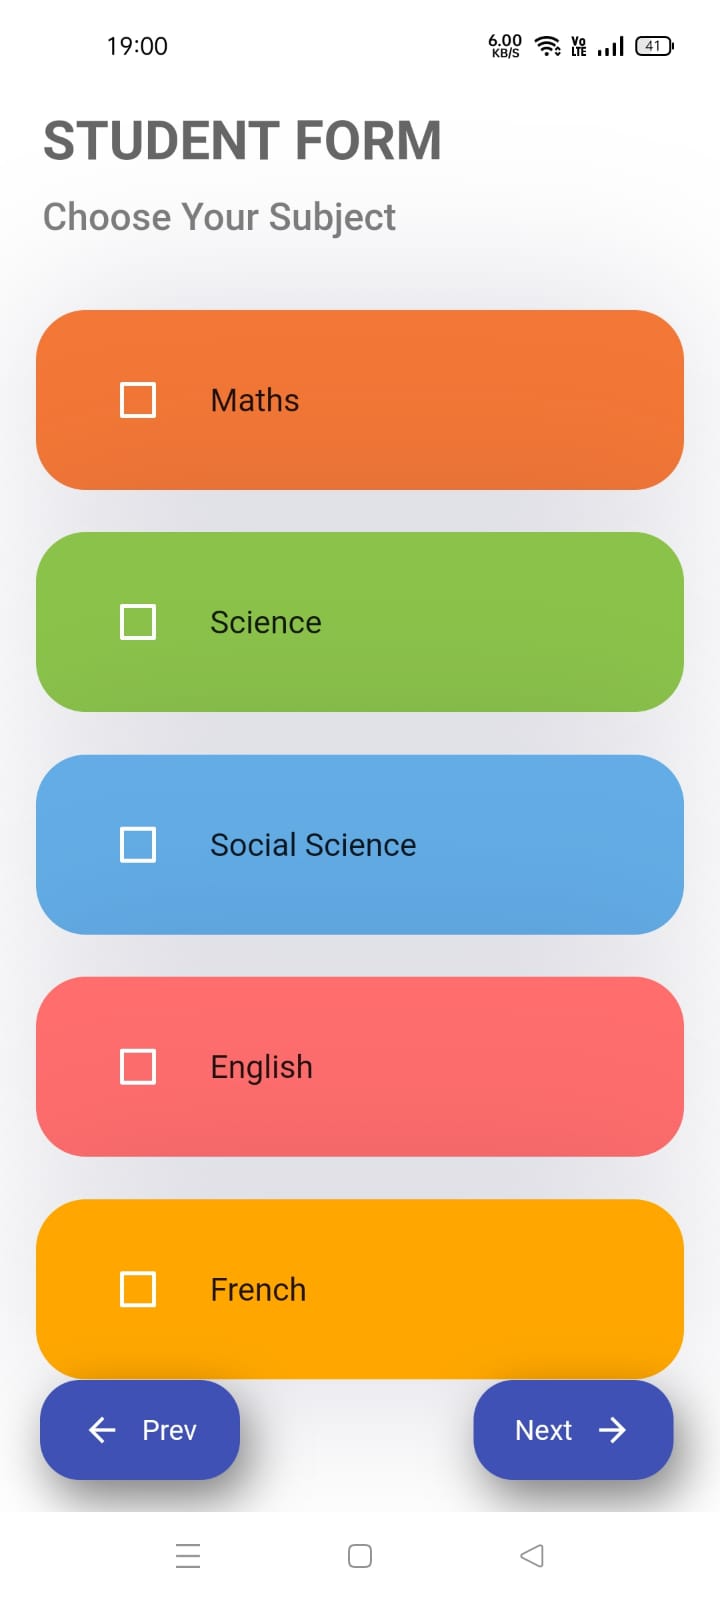 19:00
6.00
KB/S
Vo
LTE
41
STUDENT FORM
Choose Your Subject
Maths
Science
Social Science
English
French
Prev
Next